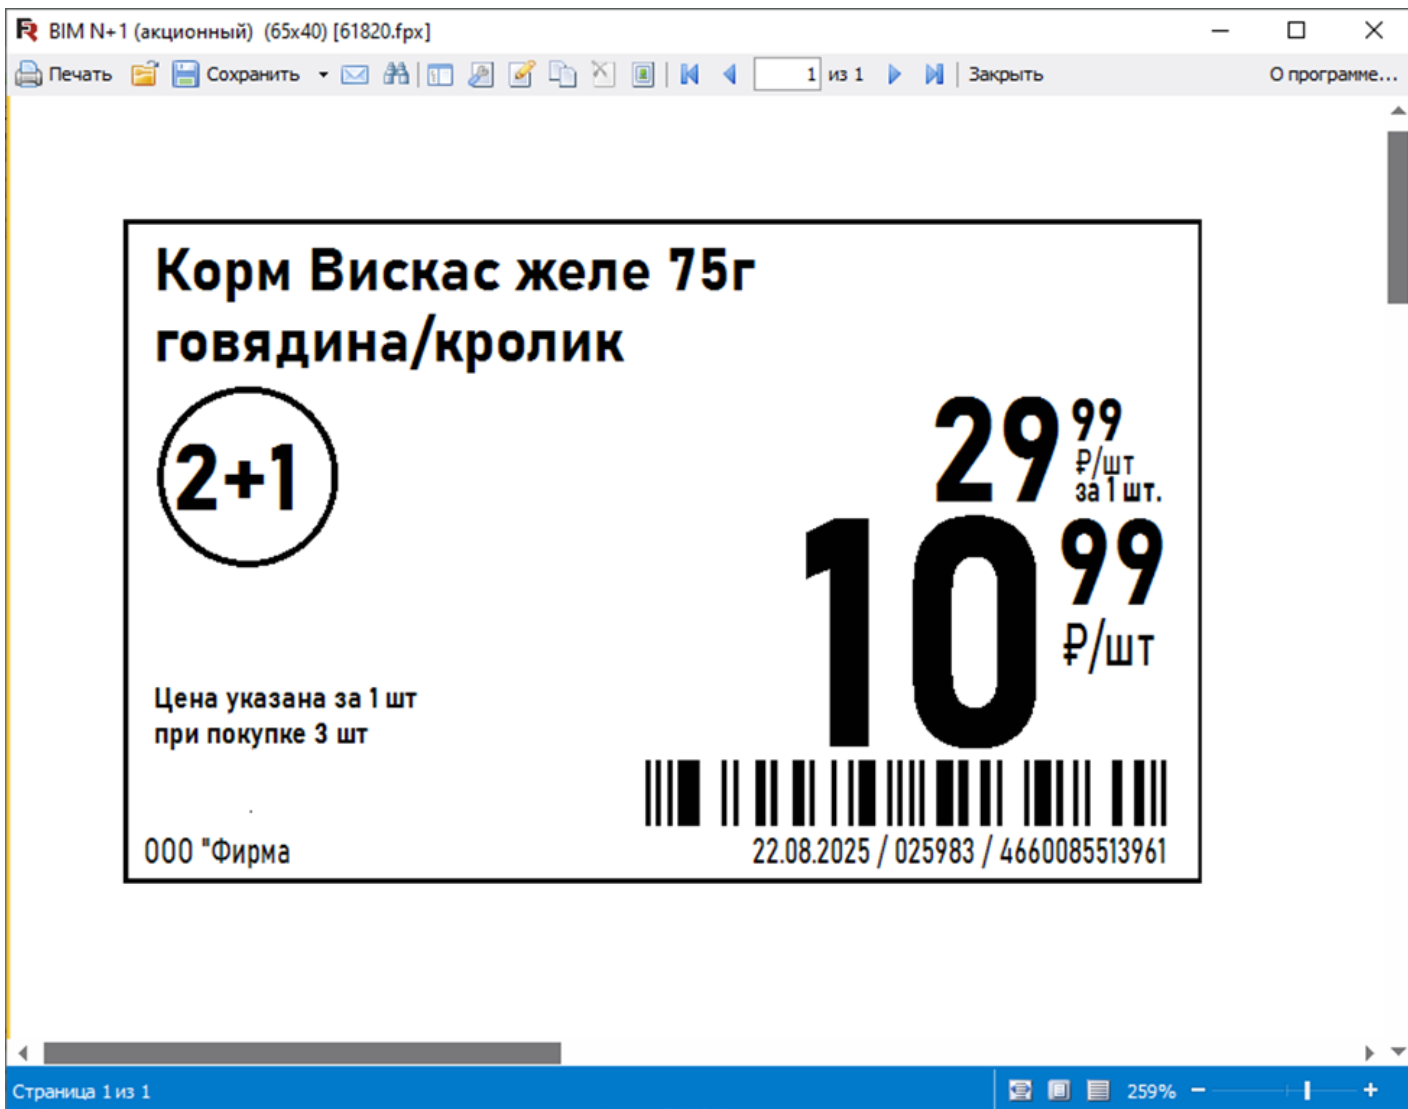 BIM N+1 (акционный) (65x40) [61820.fpx]
Печать Сохранить 1 из 1 Закрыть О программе...
Корм Вискас желе 75г
говядина/кролик
2+1
29 99
₽/шт
за 1 шт.
10 99
₽/шт
Цена указана за 1 шт
при покупке 3 шт
ООО "Фирма
22.08.2025 / 025983 / 4660085513961
Страница 1 из 1
259%